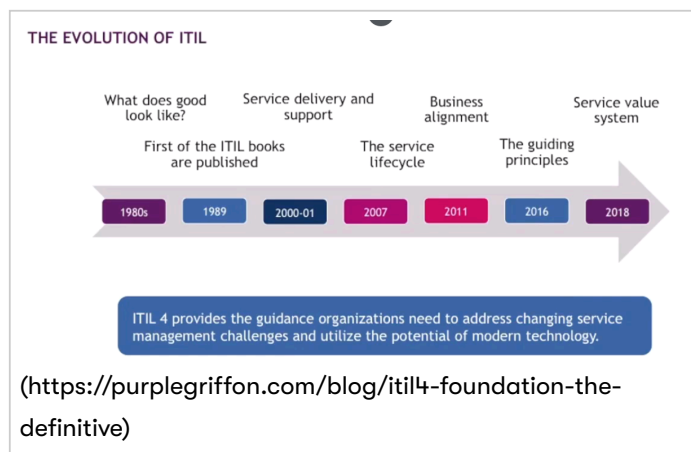 THE EVOLUTION OF ITIL
What does good
look like?
Service delivery and
support
Business
alignment
Service value
system
First of the ITIL books
are published
The service
lifecycle
The guiding
principles
1980s
1989
2000-01
2007
2011
2016
2018
ITIL 4 provides the guidance organizations need to address changing service
management challenges and utilize the potential of modern technology.
(https://purplegriffon.com/blog/itil4-foundation-the-
definitive)